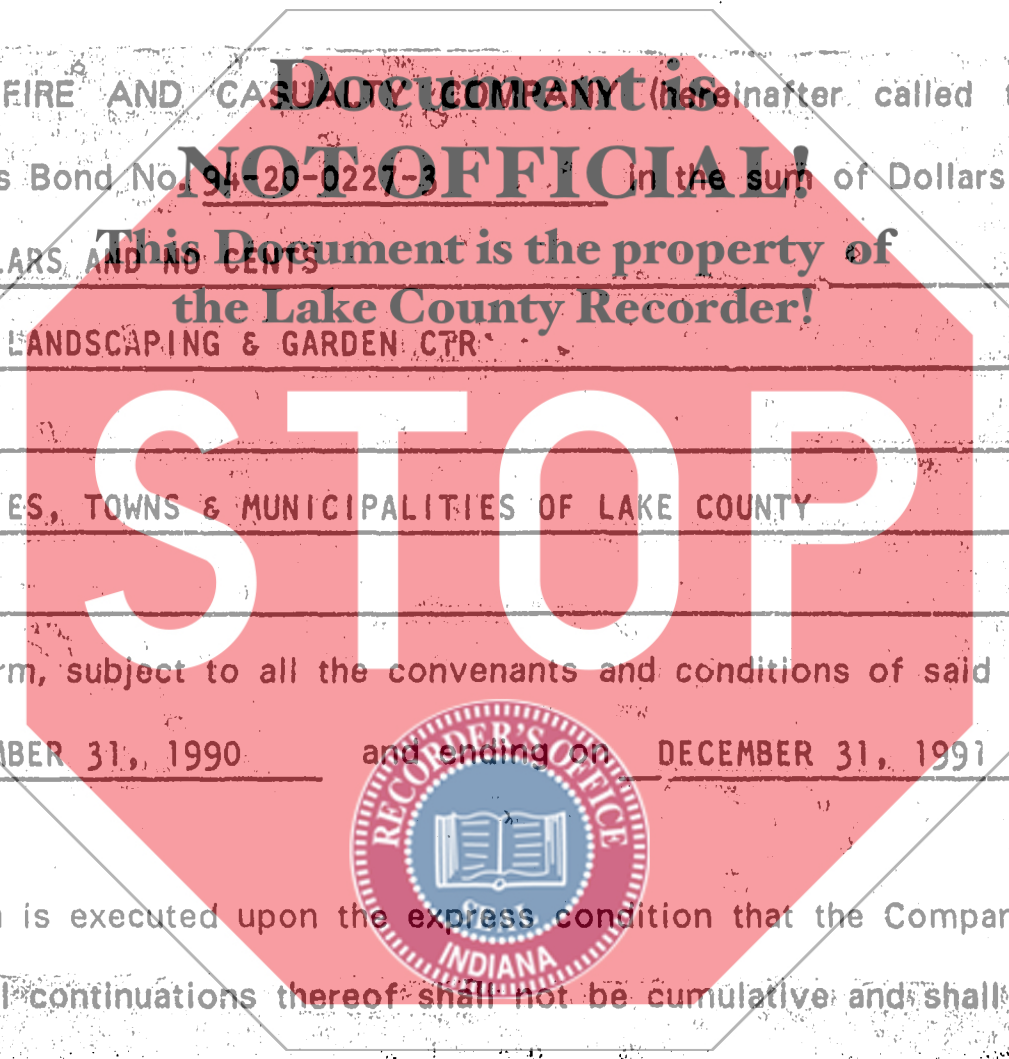 FIRE AND CASUALTY COMPANY (hereinafter called
Document is
NOT OFFICIAL!
Bond No. 94-20-0227-3 in the sum of Dollars
This Document is the property of
AND NO CENTS
the Lake County Recorder!
LANDSCAPING & GARDEN CTR
STOP
ES, TOWNS & MUNICIPALITIES OF LAKE COUNTY
rm, subject to all the convenants and conditions of said
MBER 31, 1990 and ending on DECEMBER 31, 1991
RECORDER'S OFFICE
SEAL
INDIANA
is executed upon the express condition that the Compan
continuations thereof shall not be cumulative and shall